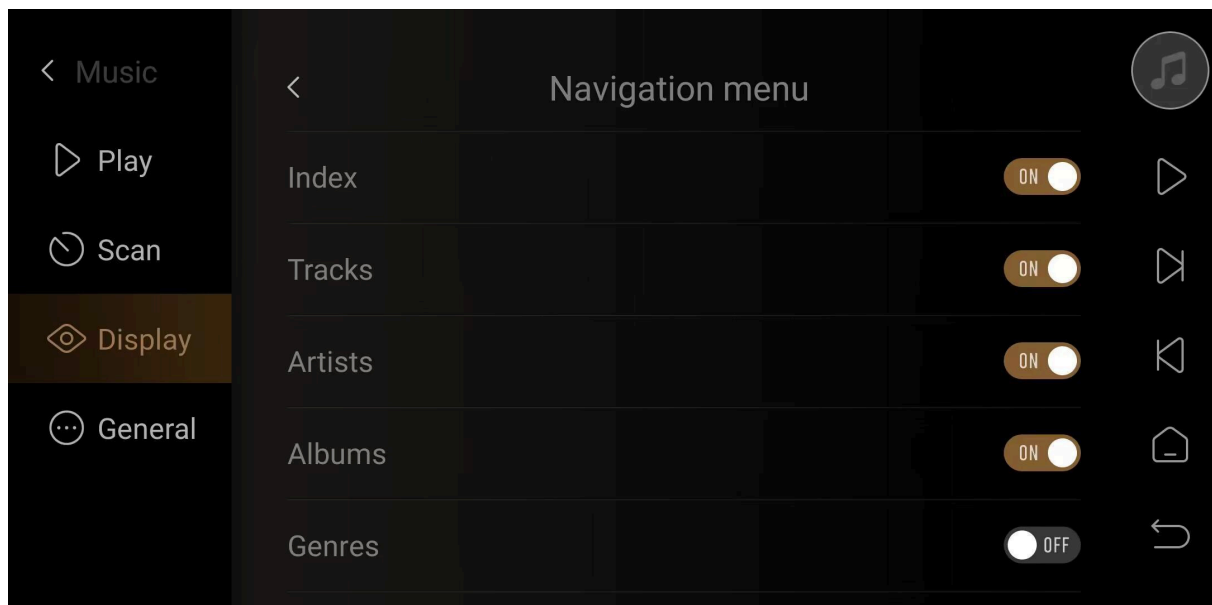 Music
Play
Scan
Display
General
Navigation menu
Index ON
Tracks ON
Artists ON
Albums ON
Genres OFF